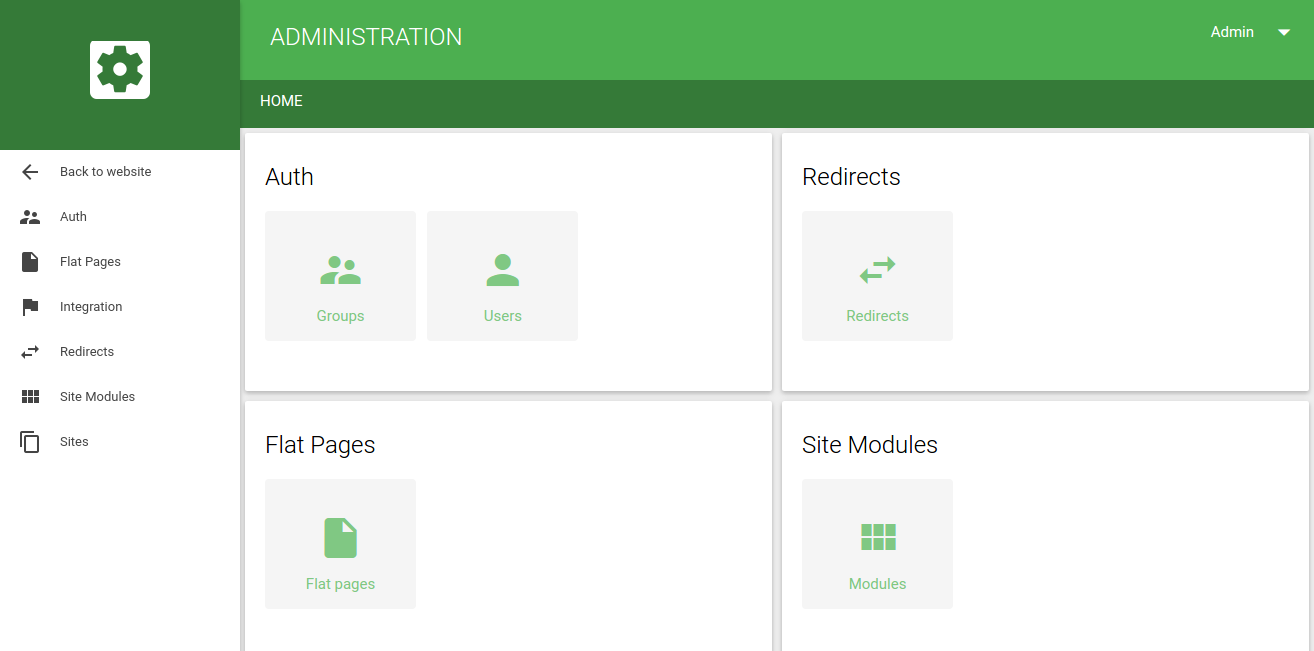 ADMINISTRATION
Admin
HOME
Back to website
Auth
Flat Pages
Integration
Redirects
Site Modules
Sites
Auth
Groups
Users
Redirects
Redirects
Flat Pages
Flat pages
Site Modules
Modules